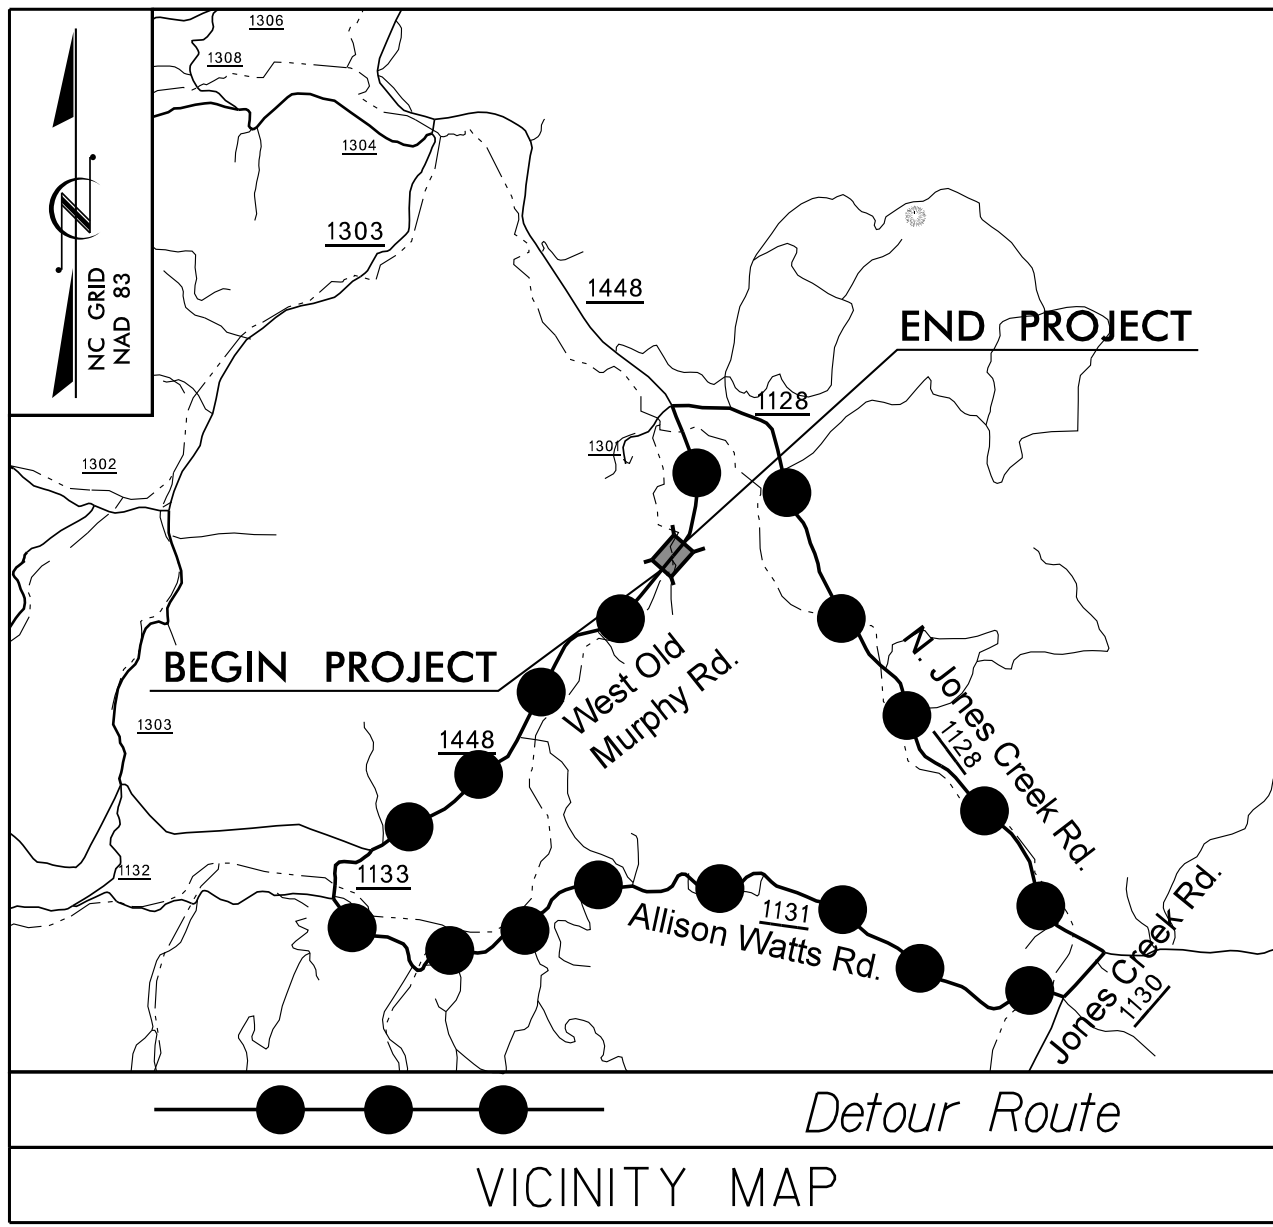 1306
1308
1304
1303
NC GRID
NAD 83
1448
END PROJECT
1128
1301
1302
BEGIN PROJECT
West Old
Murphy Rd.
N. Jones Creek Rd.
1128
1303
1448
1132
1133
1131
Allison Watts Rd.
Jones Creek Rd.
1130
Detour Route
VICINITY MAP